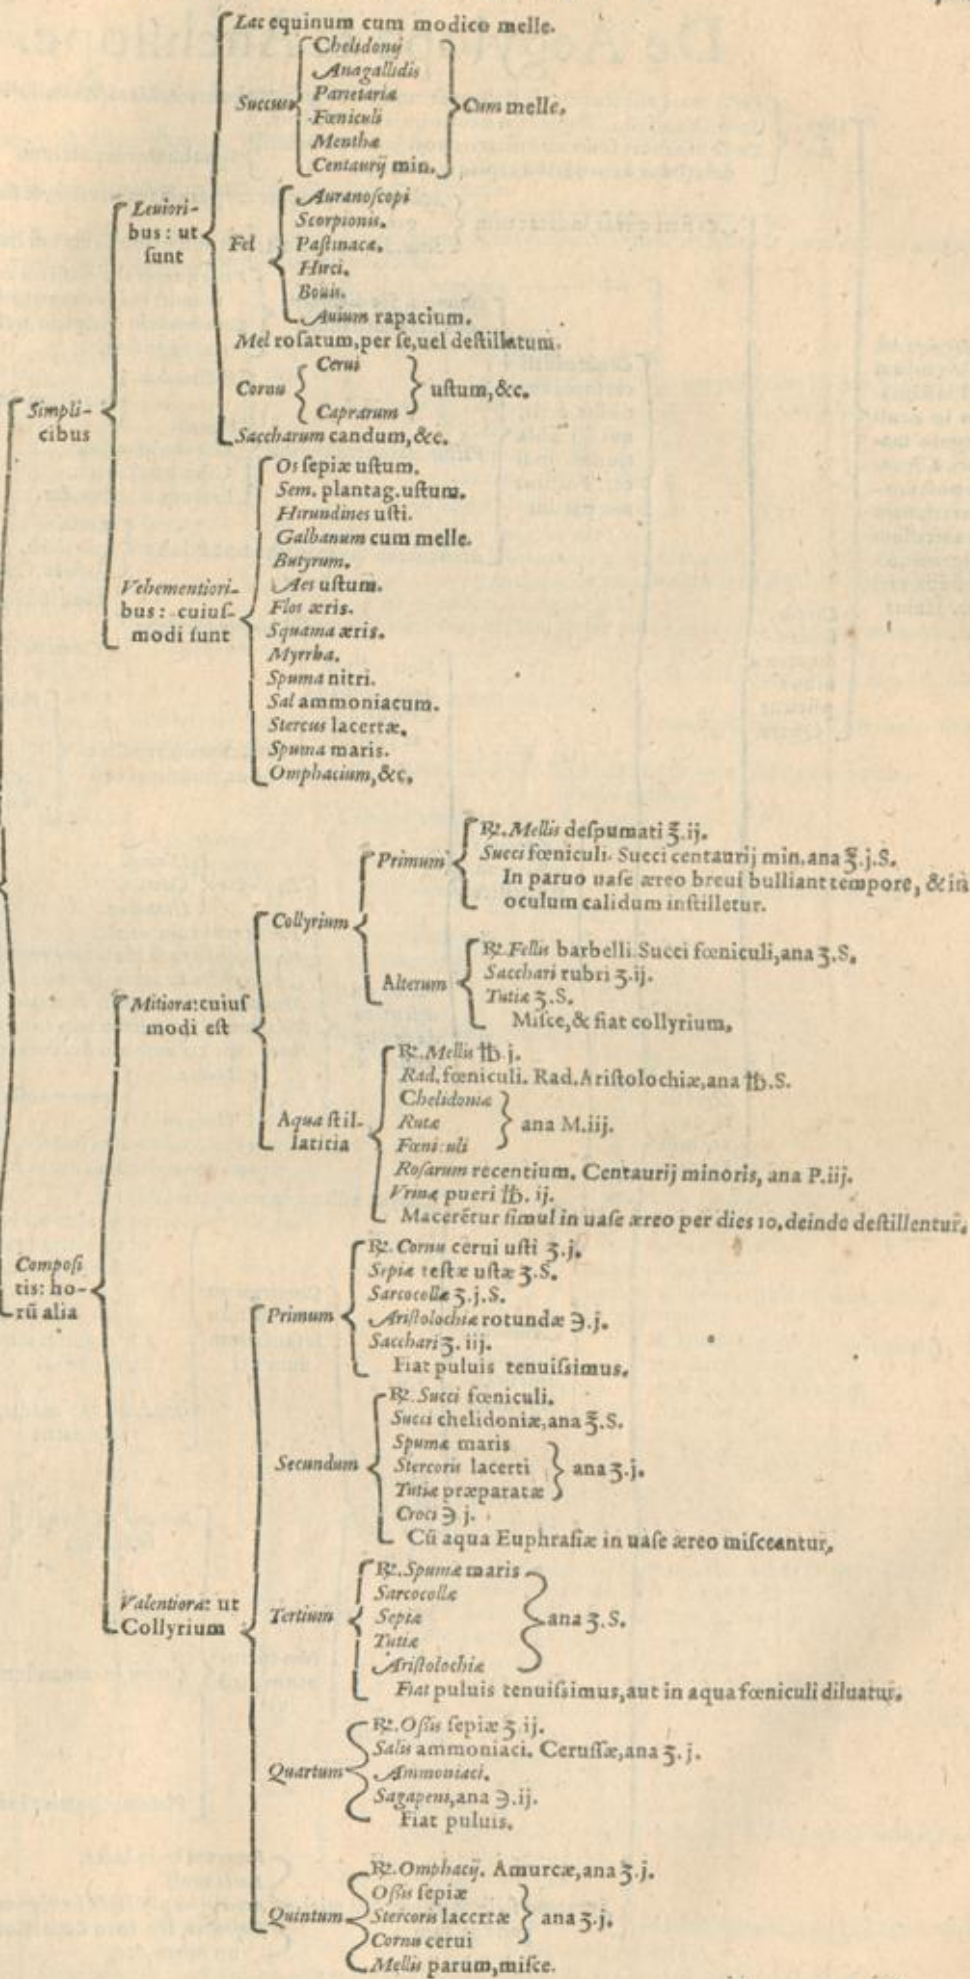 Simpli-
cibus
Leuiori-
bus: ut
ſunt
Lac equinum cum modico melle.
Succus
Chelidonij
Anagallidis
Parietariæ
Fœniculi
Menthæ
Centaurij min.
Cum melle.
Fel
Auranoſcopi
Scorpionis.
Paſtinacæ.
Hirci.
Bouis.
Auium rapacium.
Mel roſatum, per ſe, uel deſtillatum.
Cornu
Cerui
Caprarum
uſtum, &c.
Saccharum candum, &c.
Vehementiori-
bus: cuiuſ-
modi ſunt
Os ſepiæ uſtum.
Sem. plantag. uſtum.
Hirundines uſti.
Galbanum cum melle.
Butyrum.
Aes uſtum.
Flos æris.
Squama æris.
Myrrha.
Spuma nitri.
Sal ammoniacum.
Stercus lacertæ.
Spuma maris.
Omphacium, &c.
Compoſi
tis: ho-
rū alia
Mitiora: cuiuſ
modi eſt
Collyrium
Primum
℞. Mellis deſpumati ℥.ij.
Succi fœniculi. Succi centaurij min. ana ℥.j.S.
In paruo uaſe æreo breui bulliant tempore, & in
oculum calidum inſtilletur.
Alterum
℞. Fellis barbelli. Succi fœniculi, ana ʒ.S.
Sacchari rubri ʒ.ij.
Tutiæ ʒ.S.
Miſce, & fiat collyrium.
Aqua ſtil-
latitia
℞. Mellis ℔.j.
Rad. fœniculi. Rad. Ariſtolochiæ, ana ℔.S.
Chelidoniæ
Rutæ
Fœniculi
ana M.iij.
Roſarum recentium. Centaurij minoris, ana P.iij.
Vrinæ pueri ℔. ij.
Macerētur ſimul in uaſe æreo per dies 10, deinde deſtillentur.
Valentiora: ut
Collyrium
Primum
℞. Cornu cerui uſti ʒ.j.
Sepiæ teſtæ uſtæ ʒ.S.
Sarcocollæ ʒ.j.S.
Ariſtolochiæ rotundæ ℈.j.
Sacchari ʒ. iij.
Fiat puluis tenuiſsimus.
Secundum
℞. Succi fœniculi.
Succi chelidoniæ, ana ℥.S.
Spumæ maris
Stercoris lacerti
Tutiæ præparatæ
ana ʒ.j.
Croci ℈ j.
Cū aqua Euphraſiæ in uaſe æreo miſceantur.
Tertium
℞. Spumæ maris
Sarcocollæ
Sepiæ
Tutiæ
Ariſtolochiæ
ana ʒ.S.
Fiat puluis tenuiſsimus, aut in aqua fœniculi diluatur.
Quartum
℞. Oſsis ſepiæ ʒ ij.
Salis ammoniaci. Ceruſſæ, ana ʒ. j.
Ammoniaci.
Sagapeni, ana ℈.ij.
Fiat puluis.
Quintum
℞. Omphacij. Amurcæ, ana ʒ.j.
Oſsis ſepiæ
Stercoris lacertæ
Cornu cerui
ana ʒ.j.
Mellis parum, miſce.